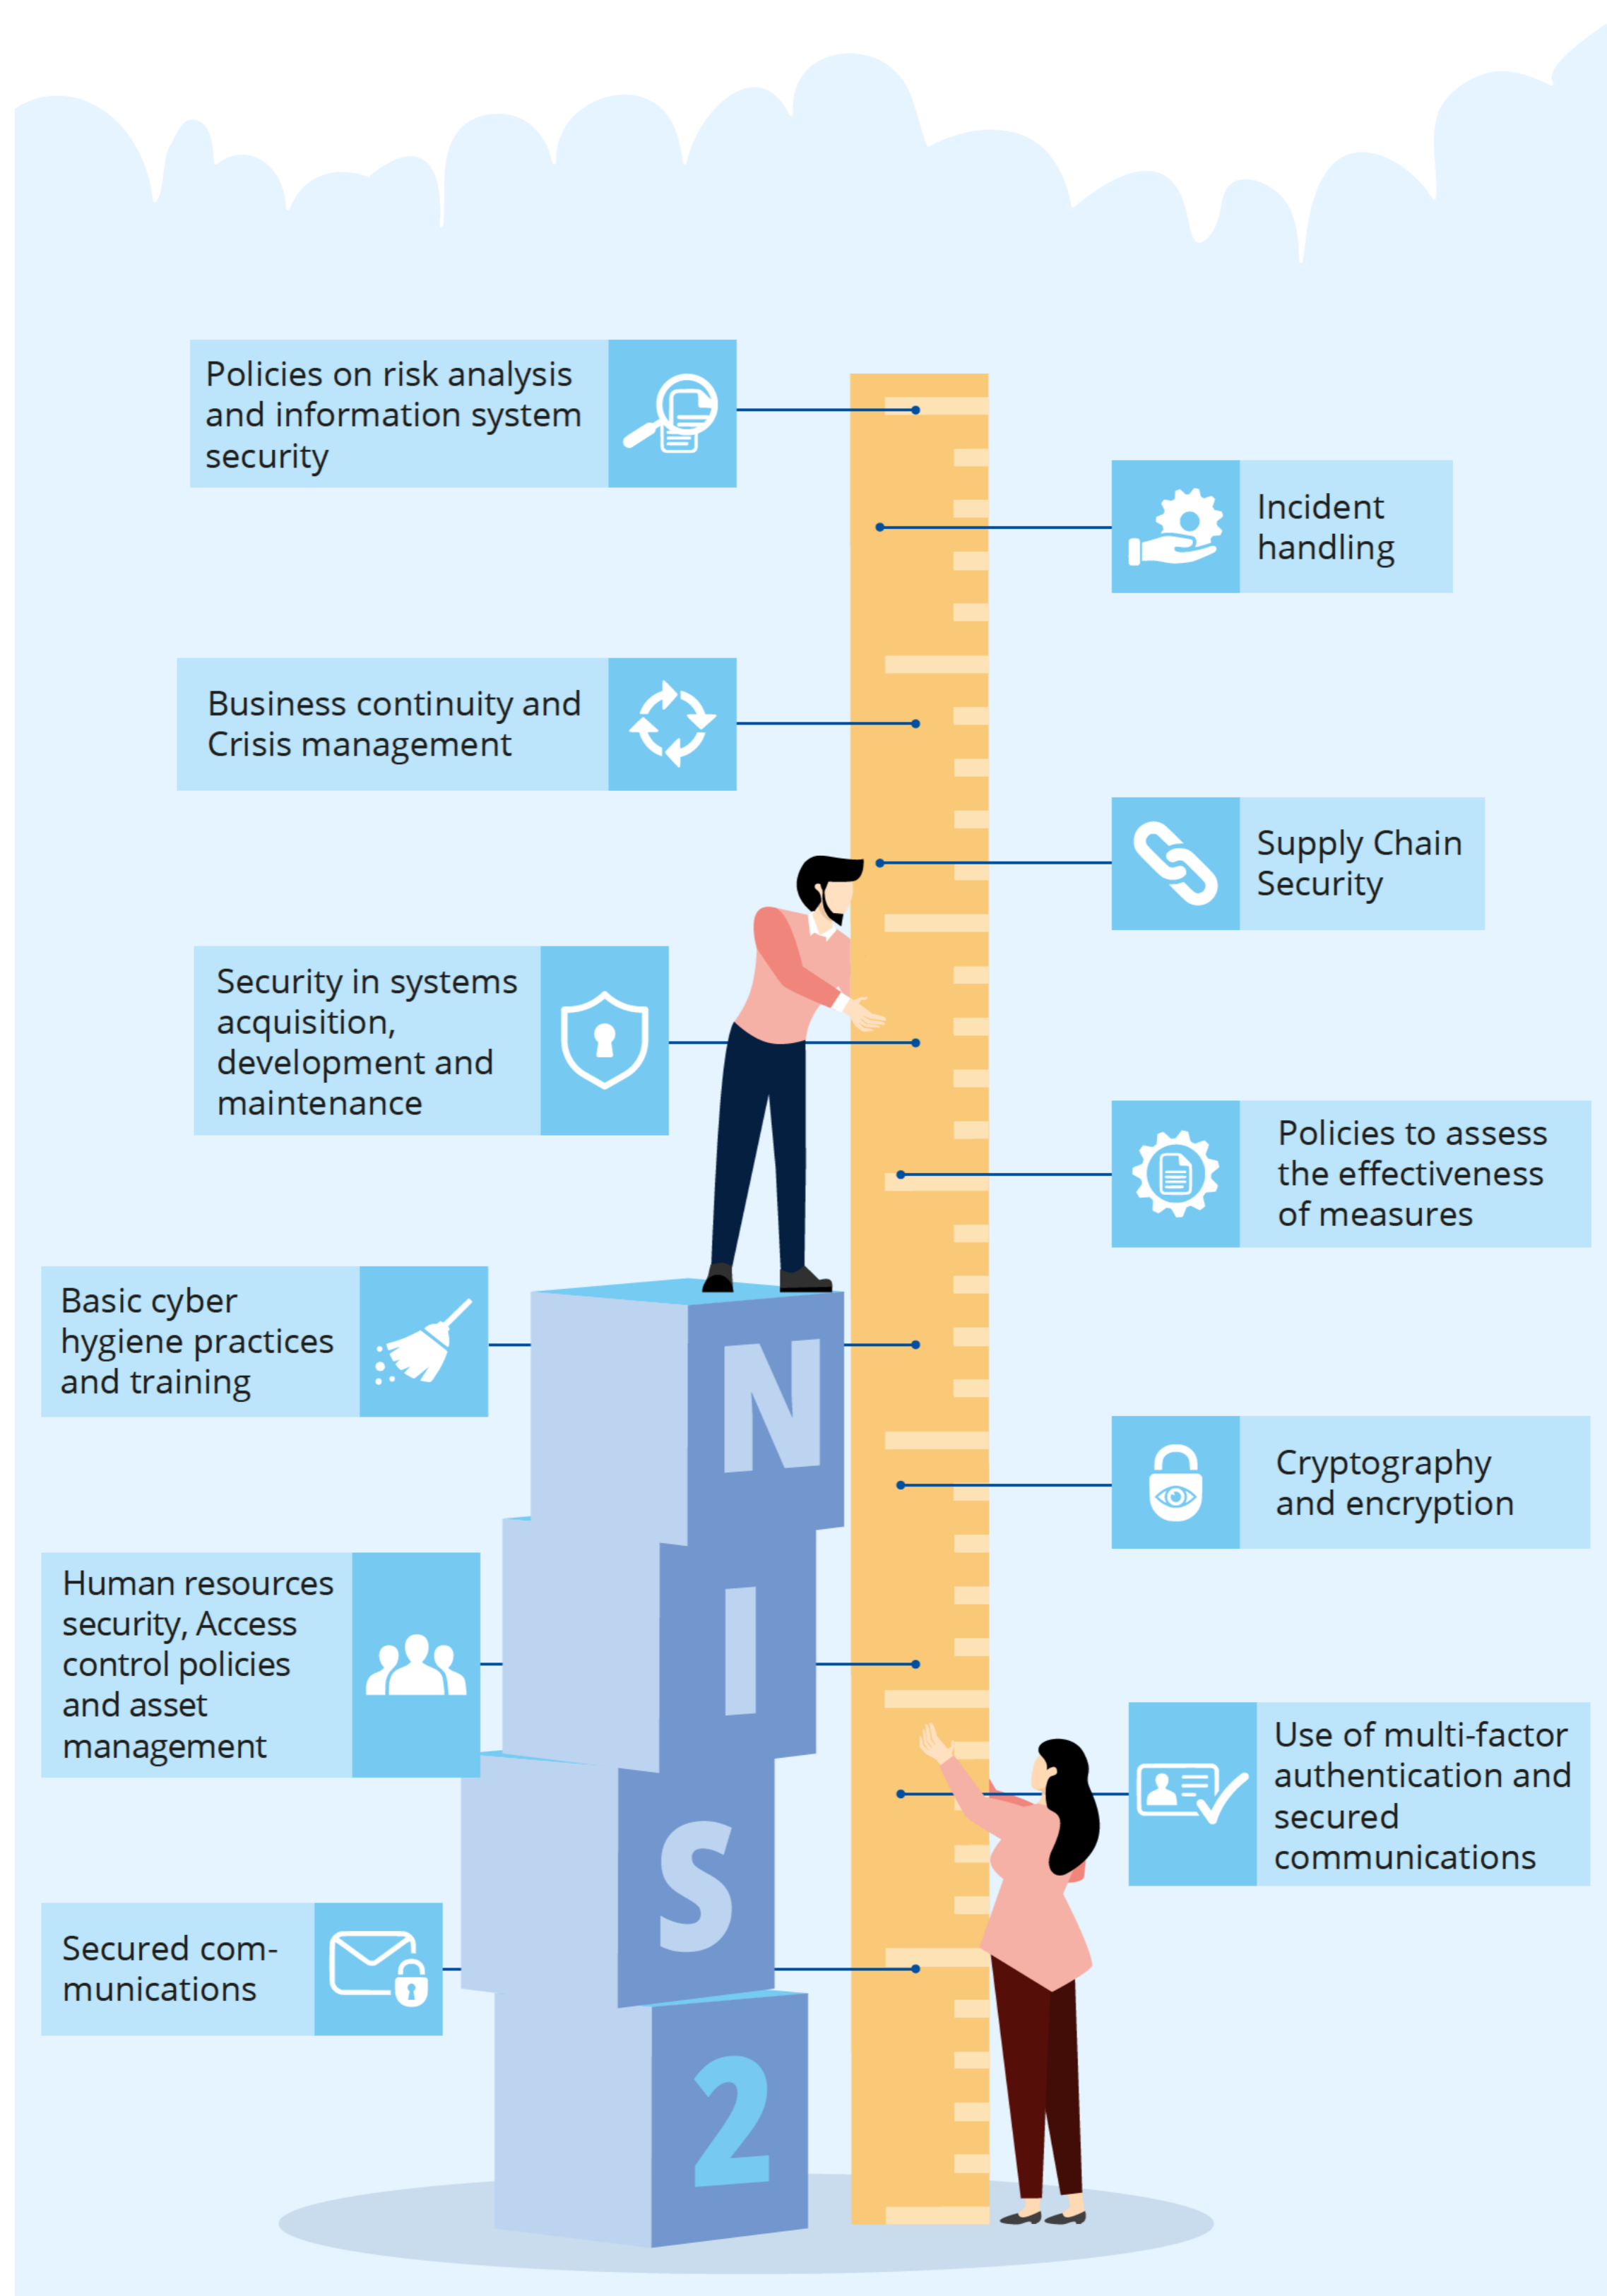 Policies on risk analysis
and information system
security
Incident
handling
Business continuity and
Crisis management
Supply Chain
Security
Security in systems
acquisition,
development and
maintenance
Policies to assess
the effectiveness
of measures
Basic cyber
hygiene practices
and training
Cryptography
and encryption
Human resources
security, Access
control policies
and asset
management
Use of multi-factor
authentication and
secured
communications
Secured com-
munications
N
I
S
2